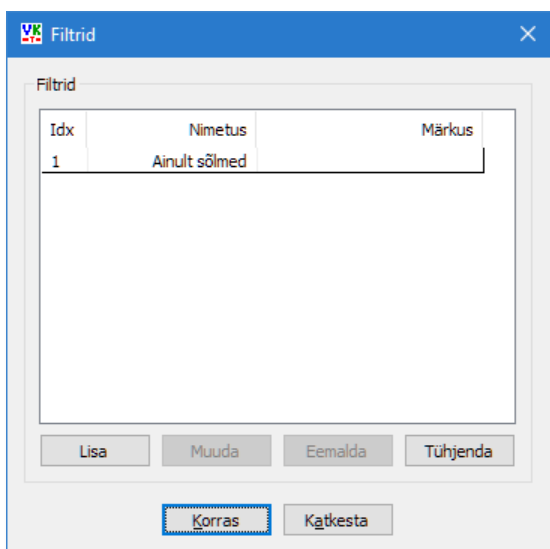 VK
-T-
Filtrid
Filtrid
Idx Nimetus Märkus
1 Ainult sõlmed
Lisa Muuda Eemalda Tühjenda
Korras Katkesta